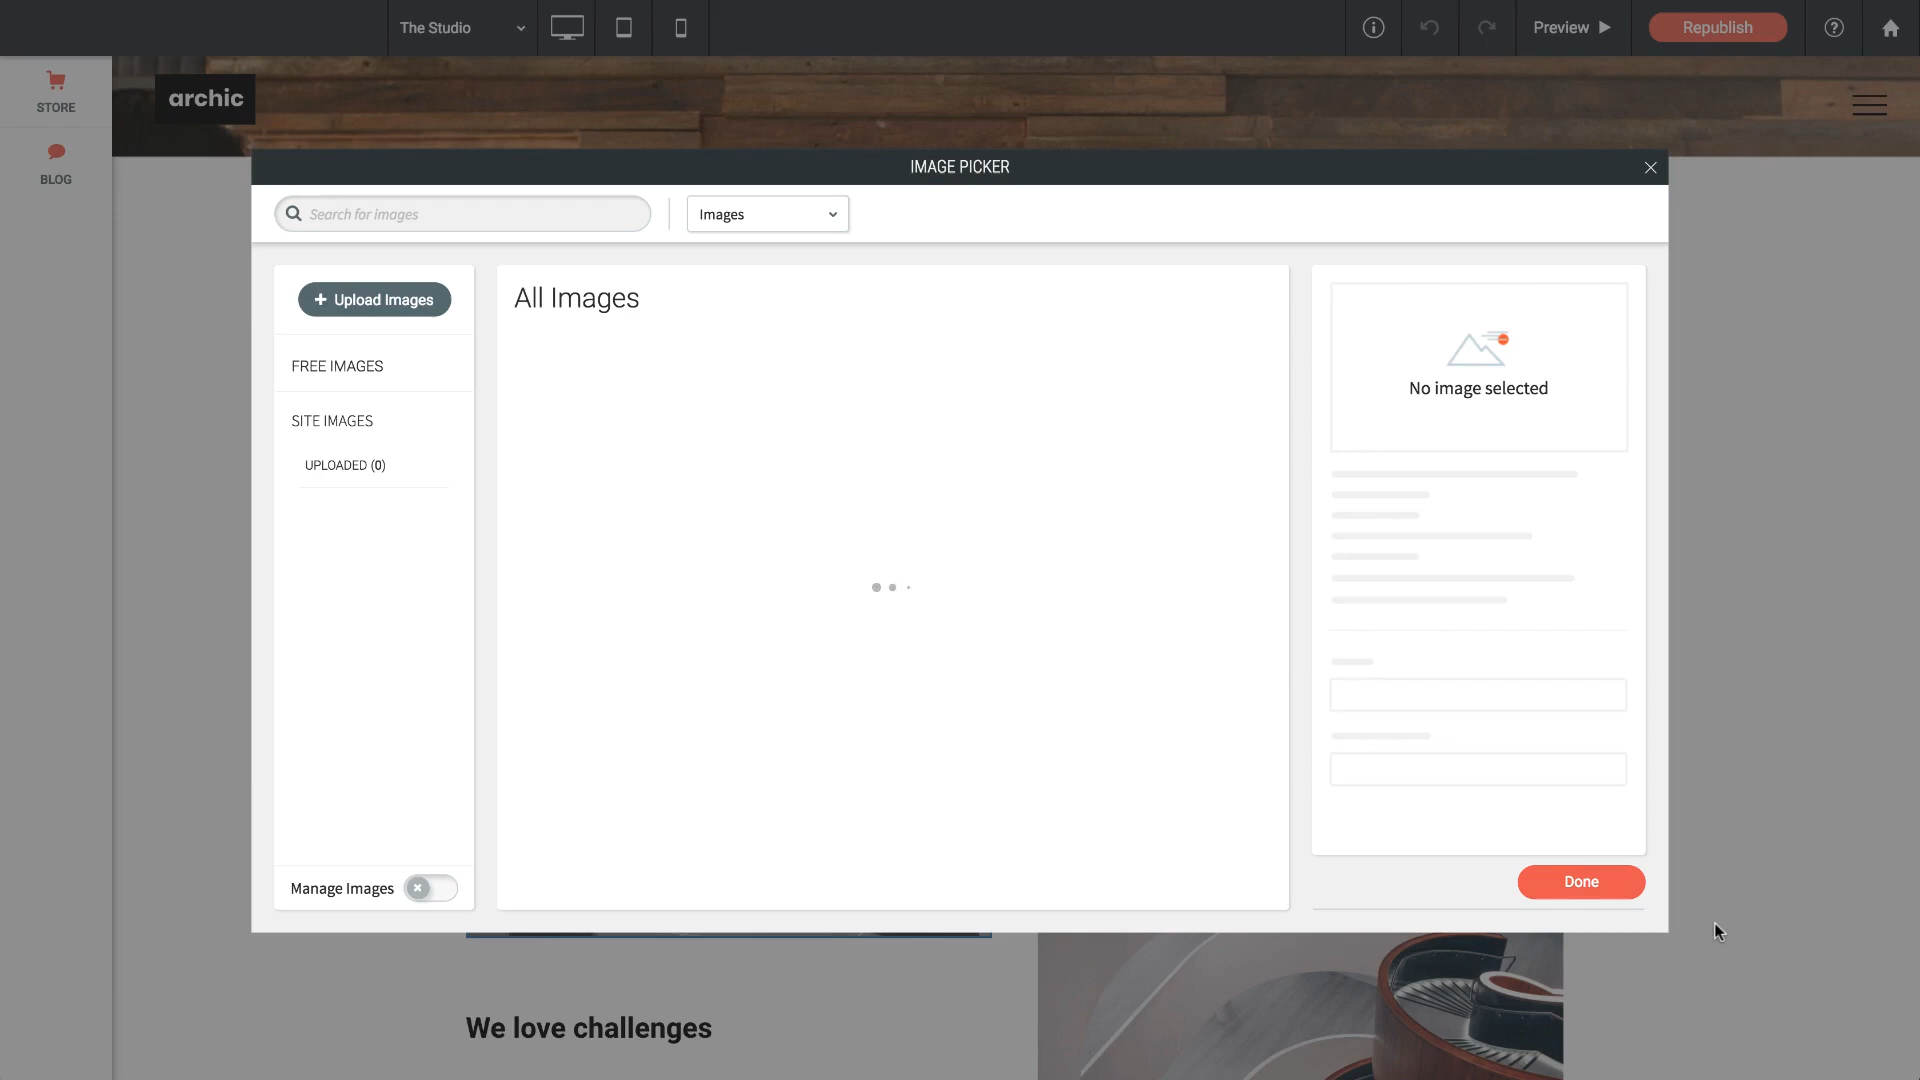 The Studio
Preview
Republish
STORE
archic
BLOG
IMAGE PICKER
Search for images
Images
+ Upload Images
All Images
FREE IMAGES
No image selected
SITE IMAGES
UPLOADED (0)
Manage Images
Done
We love challenges